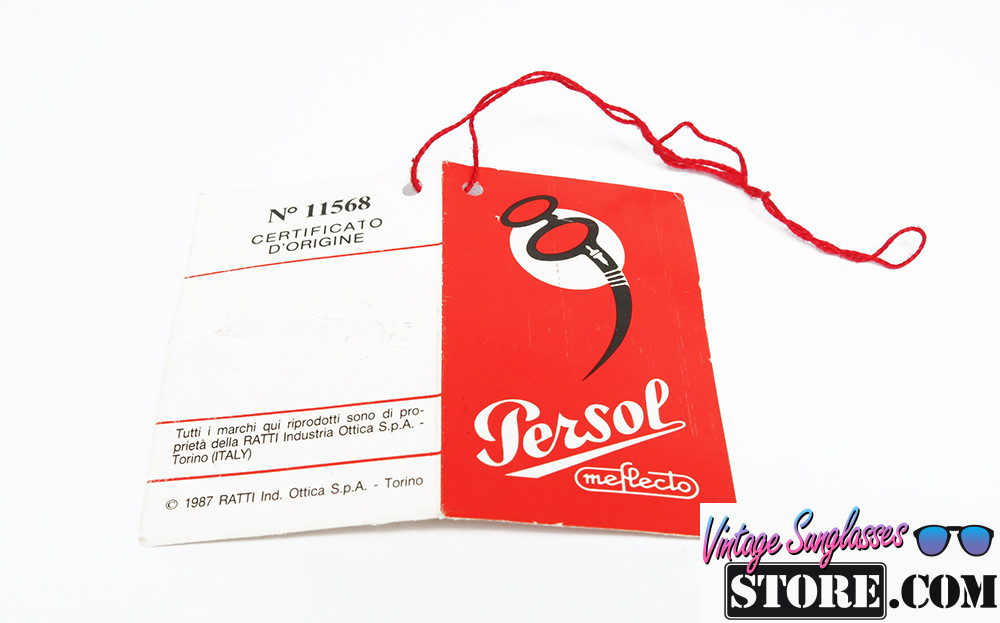 Nº 11568
CERTIFICATO
D'ORIGINE
Tutti i marchi qui riprodotti sono di pro-
prietà della RATTI Industria Ottica S.p.A. -
Torino (ITALY)
© 1987 RATTI Ind. Ottica S.p.A. - Torino
Persol
meflecto
Vintage Sunglasses
STORE.COM